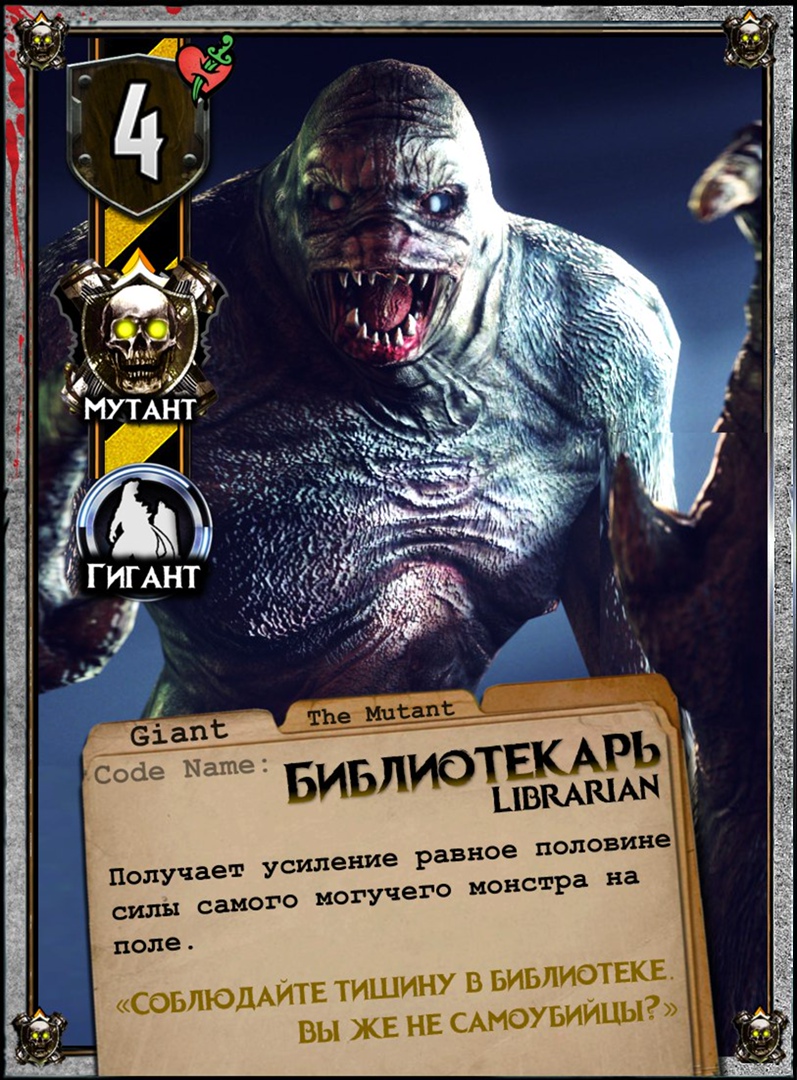 4
МУТАНТ
ГИГАНТ
Giant
The Mutant
Code Name:
БИБЛИОТЕКАРЬ
LIBRARIAN
Получает усиление равное половине
силы самого могучего монстра на
поле.
«СОБЛЮДАЙТЕ ТИШИНУ В БИБЛИОТЕКЕ.
ВЫ ЖЕ НЕ САМОУБИЙЦЫ?»